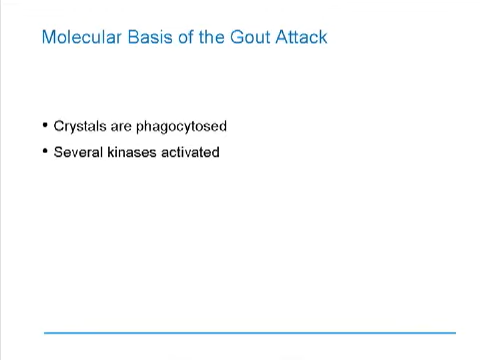 Molecular Basis of the Gout Attack
• Crystals are phagocytosed
• Several kinases activated